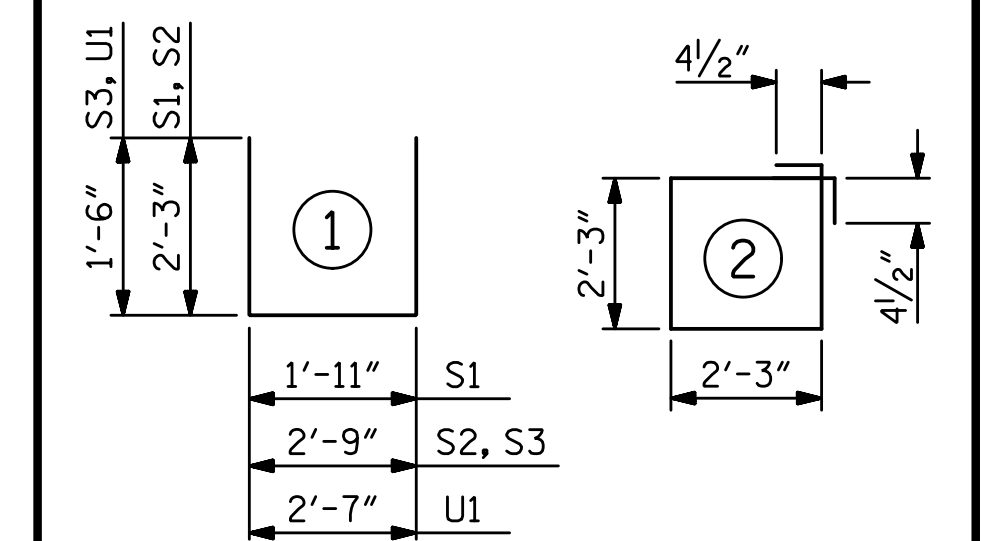 S3, U1
S1, S2
1'-6"
2'-3"
1
1'-11" S1
2'-9" S2, S3
2'-7" U1
4½"
2'-3"
2
4½"
2'-3"